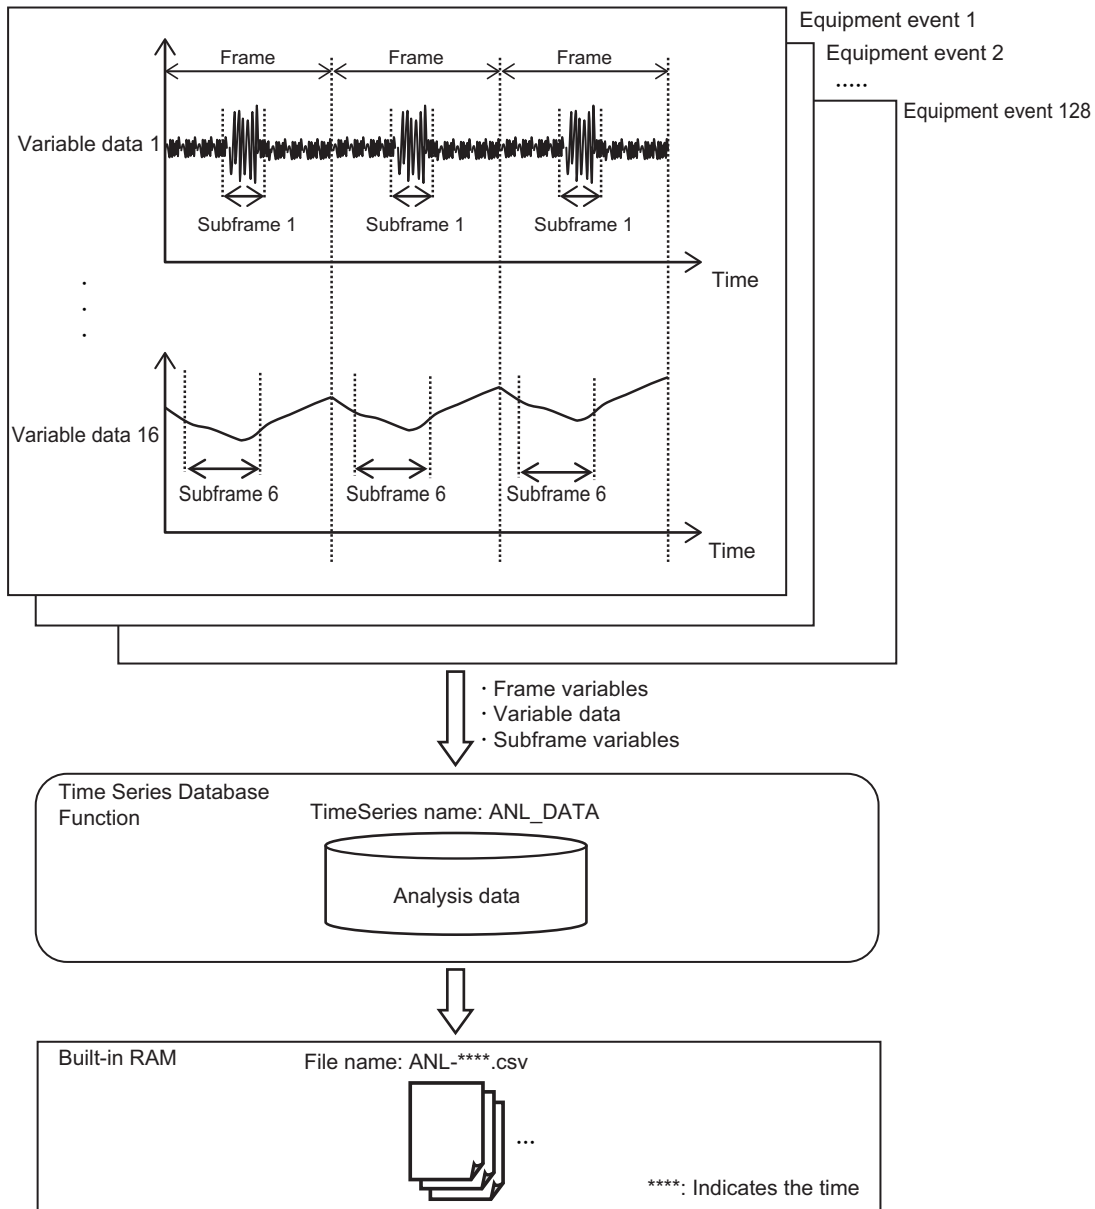 Equipment event 1
Equipment event 2
.....
Equipment event 128
Frame
Frame
Frame
Variable data 1
Subframe 1
Subframe 1
Subframe 1
Time
.
.
.
Variable data 16
Subframe 6
Subframe 6
Subframe 6
Time
· Frame variables
· Variable data
· Subframe variables
Time Series Database
Function
TimeSeries name: ANL_DATA
Analysis data
Built-in RAM
File name: ANL-****.csv
...
****: Indicates the time